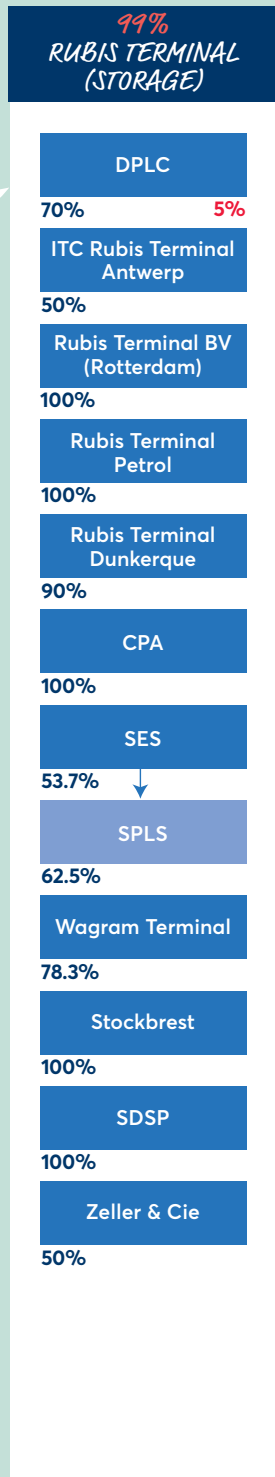 99%
RUBIS TERMINAL
(STORAGE)
DPLC
70% 5%
ITC Rubis Terminal
Antwerp
50%
Rubis Terminal BV
(Rotterdam)
100%
Rubis Terminal
Petrol
100%
Rubis Terminal
Dunkerque
90%
CPA
100%
SES
53.7%
SPLS
62.5%
Wagram Terminal
78.3%
Stockbrest
100%
SDSP
100%
Zeller & Cie
50%